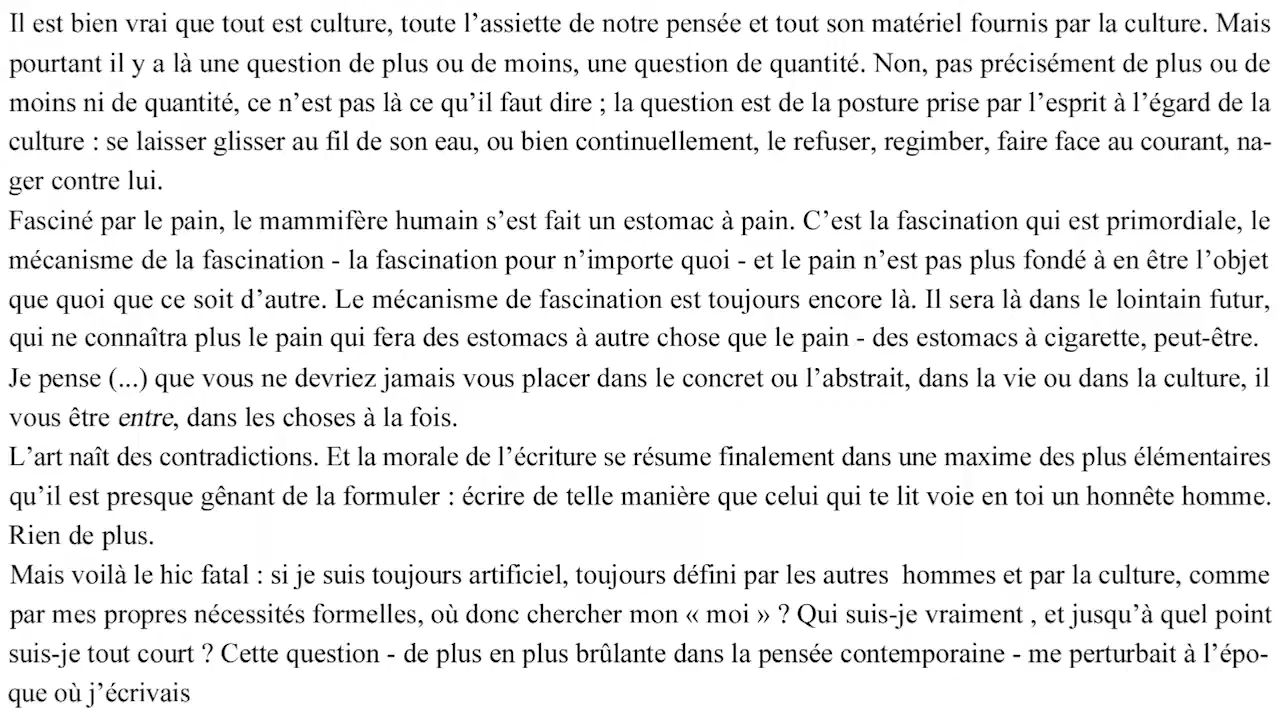 Il est bien vrai que tout est culture, toute l’assiette de notre pensée et tout son matériel fournis par la culture. Mais
pourtant il y a là une question de plus ou de moins, une question de quantité. Non, pas précisément de plus ou de
moins ni de quantité, ce n’est pas là ce qu’il faut dire ; la question est de la posture prise par l’esprit à l’égard de la
culture : se laisser glisser au fil de son eau, ou bien continuellement, le refuser, regimber, faire face au courant, na-
ger contre lui.
Fasciné par le pain, le mammifère humain s’est fait un estomac à pain. C’est la fascination qui est primordiale, le
mécanisme de la fascination - la fascination pour n’importe quoi - et le pain n’est pas plus fondé à en être l’objet
que quoi que ce soit d’autre. Le mécanisme de fascination est toujours encore là. Il sera là dans le lointain futur,
qui ne connaîtra plus le pain qui fera des estomacs à autre chose que le pain - des estomacs à cigarette, peut-être.
Je pense (...) que vous ne devriez jamais vous placer dans le concret ou l’abstrait, dans la vie ou dans la culture, il
vous être entre, dans les choses à la fois.
L’art naît des contradictions. Et la morale de l’écriture se résume finalement dans une maxime des plus élémentaires
qu’il est presque gênant de la formuler : écrire de telle manière que celui qui te lit voie en toi un honnête homme.
Rien de plus.
Mais voilà le hic fatal : si je suis toujours artificiel, toujours défini par les autres  hommes et par la culture, comme
par mes propres nécessités formelles, où donc chercher mon « moi » ? Qui suis-je vraiment , et jusqu’à quel point
suis-je tout court ? Cette question - de plus en plus brûlante dans la pensée contemporaine - me perturbait à l’épo-
que où j’écrivais